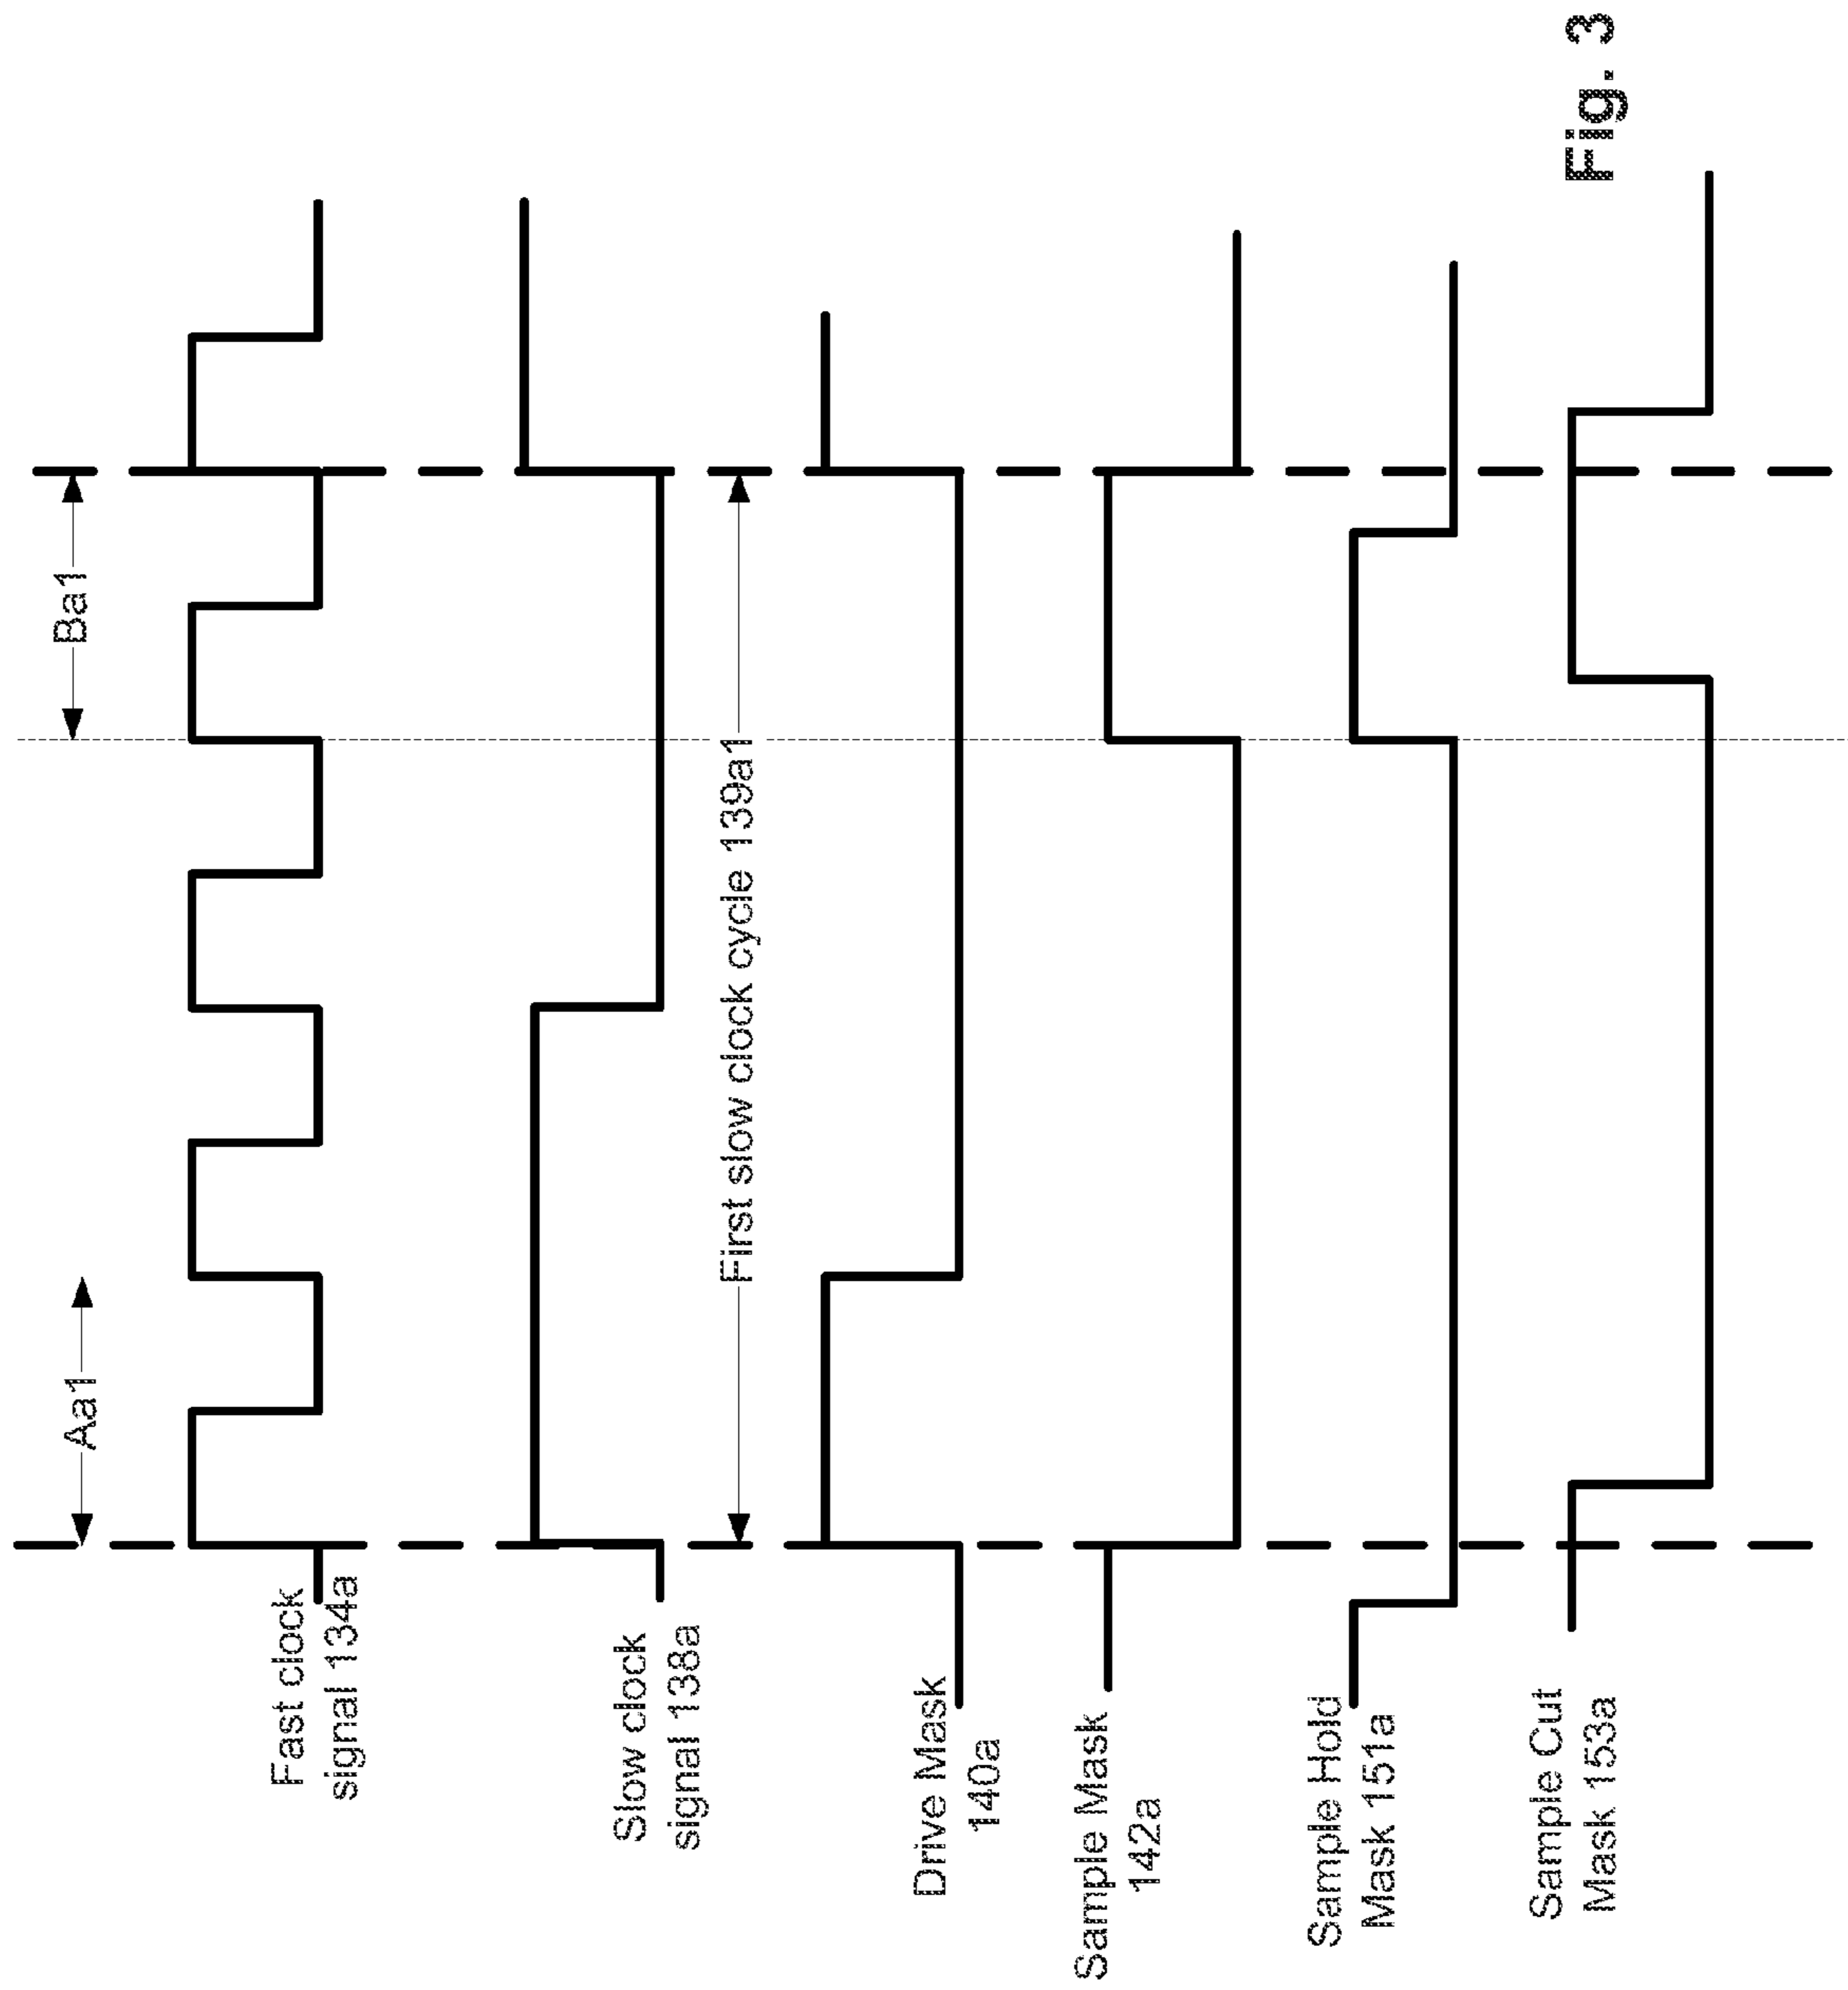 Aa1
Ba1
Fast clock
signal 134a
Slow clock
signal 138a
First slow clock cycle 139a1
Drive Mask
140a
Sample Mask
142a
Sample Hold
Mask 151a
Sample Cut
Mask 153a
Fig. 3